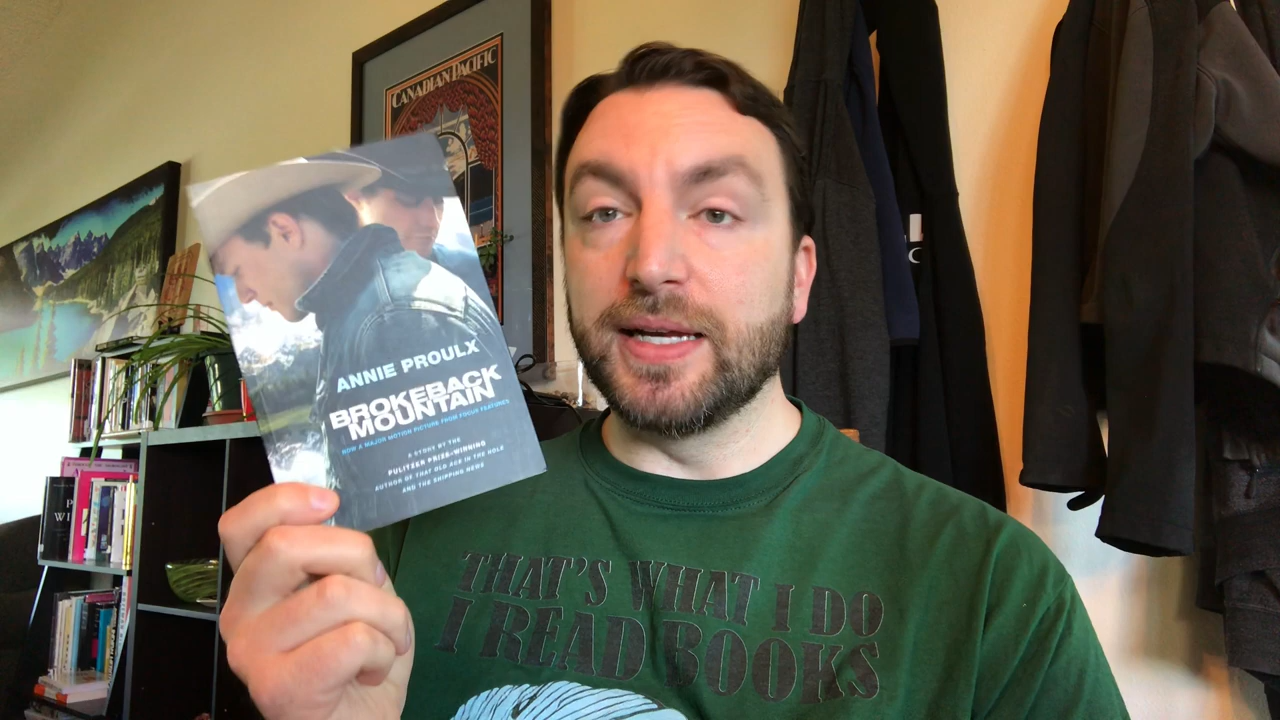 CANADIAN PACIFIC
ANNIE PROULX
BROKEBACK
MOUNTAIN
NOW A MAJOR MOTION PICTURE FROM FOCUS FEATURES
A STORY BY THE
PULITZER PRIZE-WINNING
AUTHOR OF THAT OLD ACE IN THE HOLE
AND THE SHIPPING NEWS
THAT'S WHAT I DO
I READ BOOKS